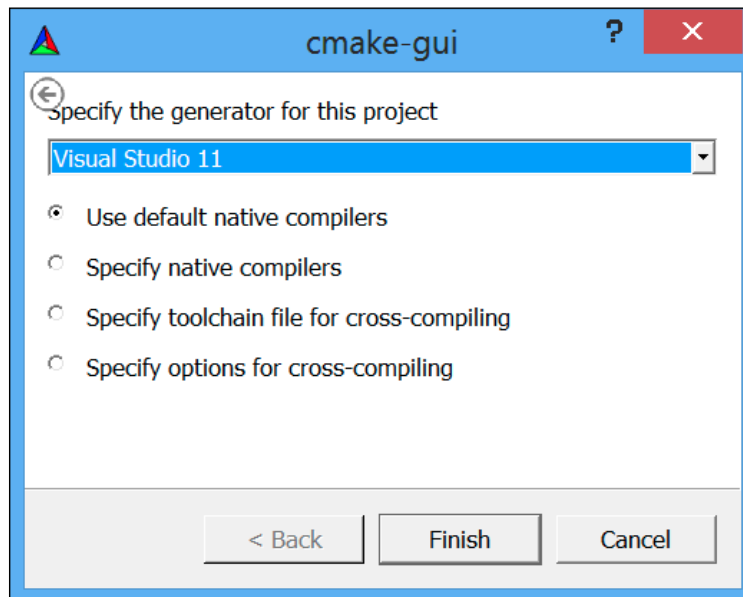 cmake-gui
?
Specify the generator for this project
Visual Studio 11
Use default native compilers
Specify native compilers
Specify toolchain file for cross-compiling
Specify options for cross-compiling
< Back Finish Cancel